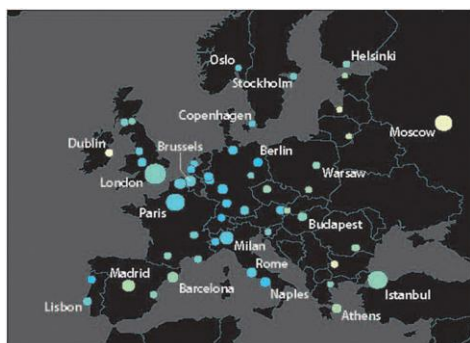 Oslo
Helsinki
Stockholm
Copenhagen
Moscow
Dublin
Brussels
Berlin
London
Warsaw
Paris
Budapest
Milan
Madrid
Rome
Barcelona
Naples
Istanbul
Lisbon
Athens